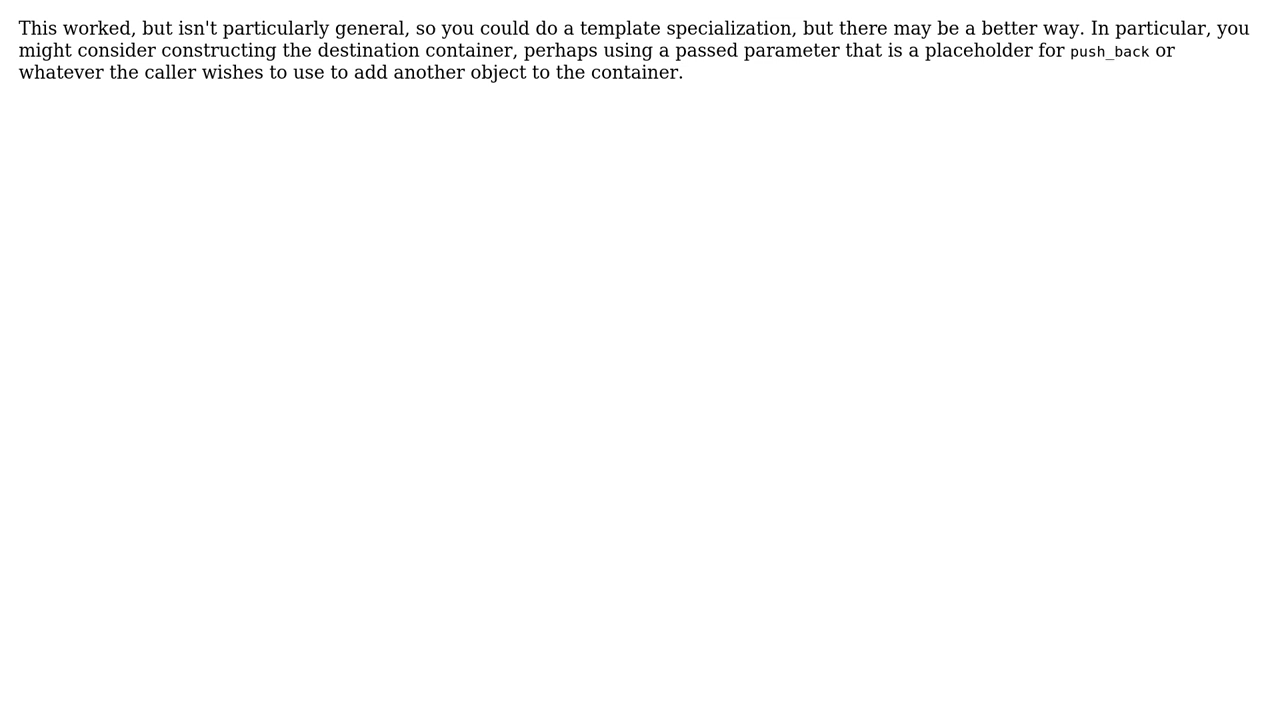 This worked, but isn't particularly general, so you could do a template specialization, but there may be a better way. In particular, you
might consider constructing the destination container, perhaps using a passed parameter that is a placeholder for push_back or
whatever the caller wishes to use to add another object to the container.